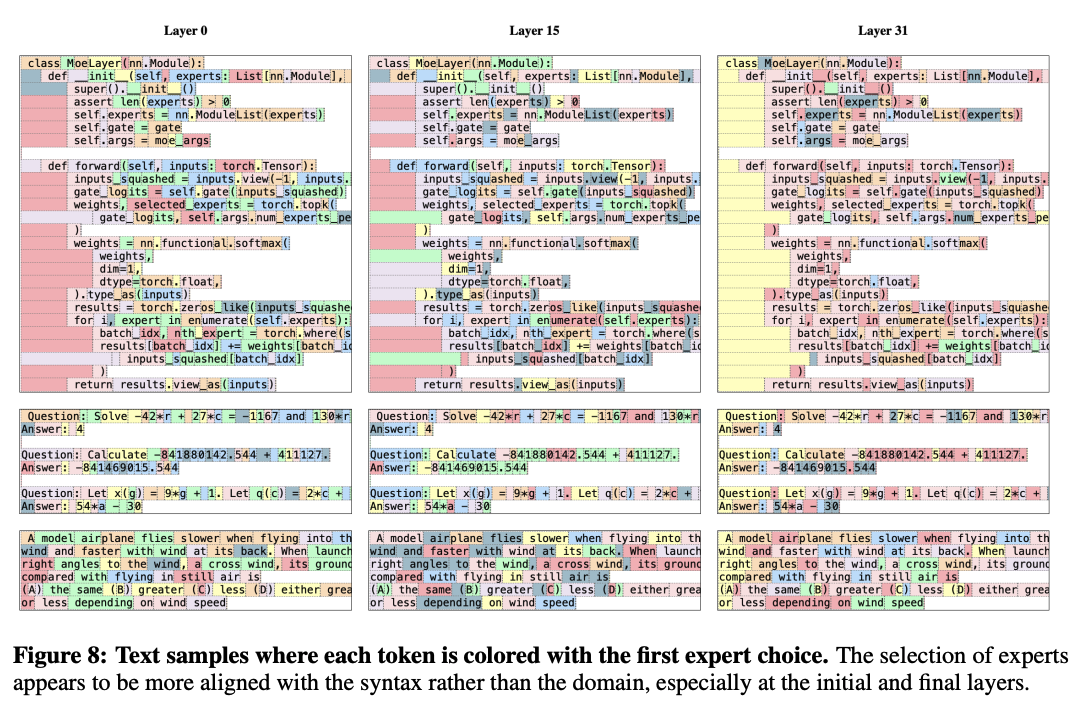 Layer 0
class MoeLayer(nn.Module):
def __init__(self, experts: List[nn.Module],
super().__init__()
assert len(experts) > 0
self.experts = nn.ModuleList(experts)
self.gate = gate
self.args = moe_args
def forward(self, inputs: torch.Tensor):
inputs_squashed = inputs.view(-1, inputs.
gate_logits = self.gate(inputs_squashed)
weights, selected_experts = torch.topk(
gate_logits, self.args.num_experts_pe
)
weights = nn.functional.softmax(
weights,
dim=1,
dtype=torch.float,
).type_as(inputs)
results = torch.zeros_like(inputs_squashe
for i, expert in enumerate(self.experts):
batch_idx, nth_expert = torch.where(s
results[batch_idx] += weights[batch_i
inputs_squashed[batch_idx]
)
return results.view_as(inputs)
Question: Solve -42*r + 27*c = -1167 and 130*r
Answer: 4
Question: Calculate -841880142.544 + 411127.
Answer: -841469015.544
Question: Let x(g) = 9*g + 1. Let q(c) = 2*c +
Answer: 54*a - 30
A model airplane flies slower when flying into th
wind and faster with wind at its back. When launch
right angles to the wind, a cross wind, its groun
compared with flying in still air is
(A) the same (B) greater (C) less (D) either grea
or less depending on wind speed
Layer 15
class MoeLayer(nn.Module):
def __init__(self, experts: List[nn.Module],
super().__init__()
assert len(experts) > 0
self.experts = nn.ModuleList(experts)
self.gate = gate
self.args = moe_args
def forward(self, inputs: torch.Tensor):
inputs_squashed = inputs.view(-1, inputs.
gate_logits = self.gate(inputs_squashed)
weights, selected_experts = torch.topk(
gate_logits, self.args.num_experts_pe
)
weights = nn.functional.softmax(
weights,
dim=1,
dtype=torch.float,
).type_as(inputs)
results = torch.zeros_like(inputs_squashe
for i, expert in enumerate(self.experts):
batch_idx, nth_expert = torch.where(s
results[batch_idx] += weights[batch_i
inputs_squashed[batch_idx]
)
return results.view_as(inputs)
Question: Solve -42*r + 27*c = -1167 and 130*r
Answer: 4
Question: Calculate -841880142.544 + 411127.
Answer: -841469015.544
Question: Let x(g) = 9*g + 1. Let q(c) = 2*c +
Answer: 54*a - 30
A model airplane flies slower when flying into th
wind and faster with wind at its back. When launch
right angles to the wind, a cross wind, its groun
compared with flying in still air is
(A) the same (B) greater (C) less (D) either grea
or less depending on wind speed
Layer 31
class MoeLayer(nn.Module):
def __init__(self, experts: List[nn.Module],
super().__init__()
assert len(experts) > 0
self.experts = nn.ModuleList(experts)
self.gate = gate
self.args = moe_args
def forward(self, inputs: torch.Tensor):
inputs_squashed = inputs.view(-1, inputs.
gate_logits = self.gate(inputs_squashed)
weights, selected_experts = torch.topk(
gate_logits, self.args.num_experts_pe
)
weights = nn.functional.softmax(
weights,
dim=1,
dtype=torch.float,
).type_as(inputs)
results = torch.zeros_like(inputs_squashe
for i, expert in enumerate(self.experts):
batch_idx, nth_expert = torch.where(s
results[batch_idx] += weights[batch_i
inputs_squashed[batch_idx]
)
return results.view_as(inputs)
Question: Solve -42*r + 27*c = -1167 and 130*r
Answer: 4
Question: Calculate -841880142.544 + 411127.
Answer: -841469015.544
Question: Let x(g) = 9*g + 1. Let q(c) = 2*c +
Answer: 54*a - 30
A model airplane flies slower when flying into th
wind and faster with wind at its back. When launch
right angles to the wind, a cross wind, its groun
compared with flying in still air is
(A) the same (B) greater (C) less (D) either grea
or less depending on wind speed
Figure 8: Text samples where each token is colored with the first expert choice. The selection of experts
appears to be more aligned with the syntax rather than the domain, especially at the initial and final layers.